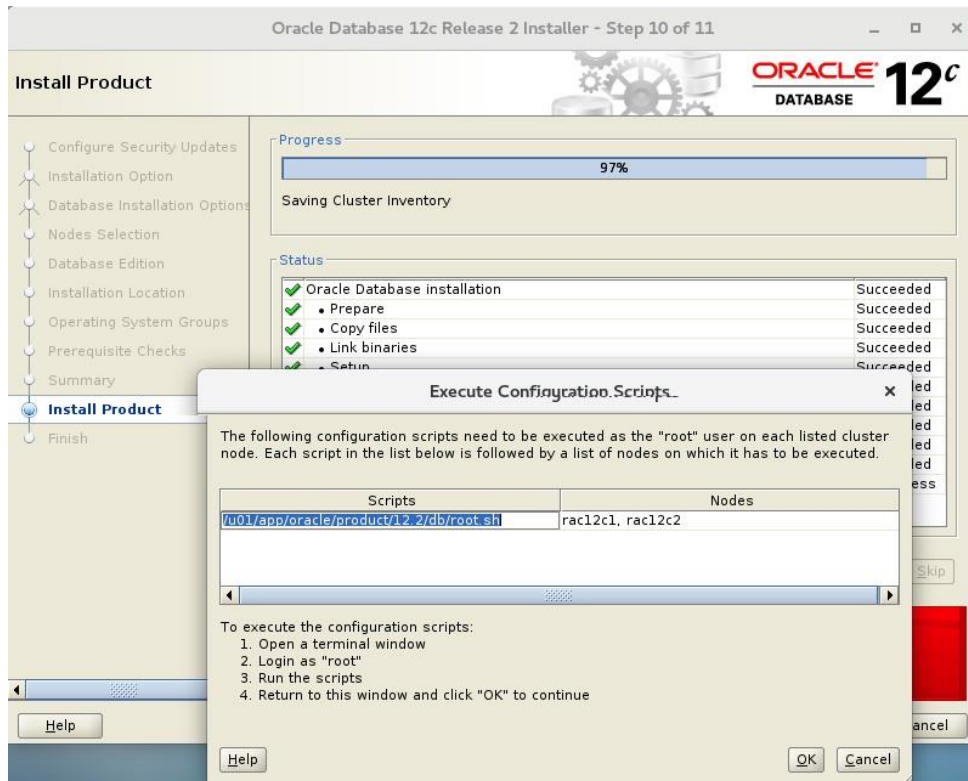 Oracle Database 12c Release 2 Installer - Step 10 of 11
Install Product
ORACLE
DATABASE
12c
Configure Security Updates
Installation Option
Database Installation Options
Nodes Selection
Database Edition
Installation Location
Operating System Groups
Prerequisite Checks
Summary
Install Product
Finish
Progress
97%
Saving Cluster Inventory
Status
Oracle Database installation Succeeded
• Prepare Succeeded
• Copy files Succeeded
• Link binaries Succeeded
• Setup Succeeded
led
led
led
led
led
ess
Skip
Execute Configuration Scripts
The following configuration scripts need to be executed as the "root" user on each listed cluster
node. Each script in the list below is followed by a list of nodes on which it has to be executed.
Scripts Nodes
/u01/app/oracle/product/12.2/db/root.sh rac12c1, rac12c2
To execute the configuration scripts:
1. Open a terminal window
2. Login as "root"
3. Run the scripts
4. Return to this window and click "OK" to continue
Help
ancel
Help OK Cancel